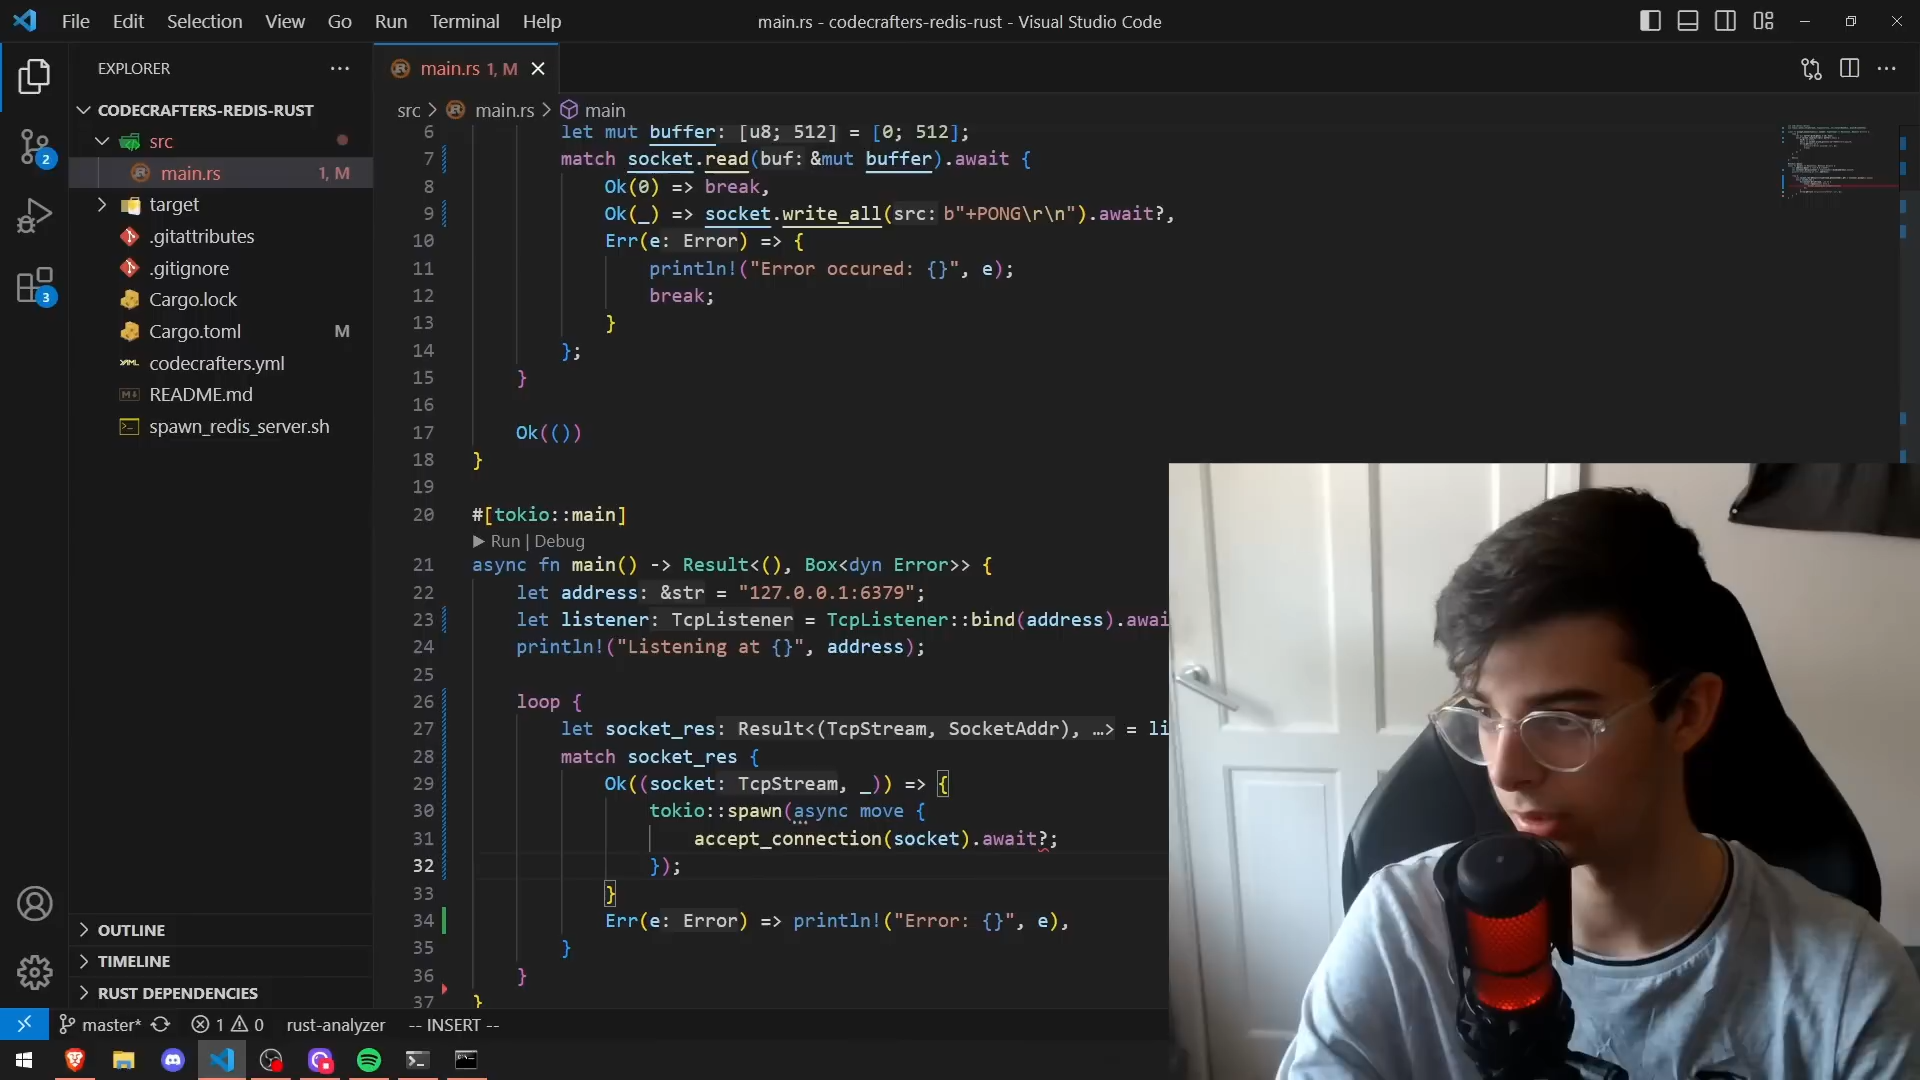 File Edit Selection View Go Run Terminal Help
main.rs - codecrafters-redis-rust - Visual Studio Code
EXPLORER
CODECRAFTERS-REDIS-RUST
src
main.rs 1, M
target
.gitattributes
.gitignore
Cargo.lock
Cargo.toml M
codecrafters.yml
README.md
spawn_redis_server.sh
OUTLINE
TIMELINE
RUST DEPENDENCIES
2
3
main.rs 1, M
src > main.rs > main
6 let mut buffer: [u8; 512] = [0; 512];
7 match socket.read(buf: &mut buffer).await {
8 Ok(0) => break,
9 Ok(_) => socket.write_all(src: b"+PONG\r\n").await?,
10 Err(e: Error) => {
11 println!("Error occured: {}", e);
12 break;
13 }
14 };
15 }
16
17 Ok(())
18 }
19
20 #[tokio::main]
Run | Debug
21 async fn main() -> Result<(), Box<dyn Error>> {
22 let address: &str = "127.0.0.1:6379";
23 let listener: TcpListener = TcpListener::bind(address).awai
24 println!("Listening at {}", address);
25
26 loop {
27 let socket_res: Result<(TcpStream, SocketAddr), …> = li
28 match socket_res {
29 Ok((socket: TcpStream, _)) => {
30 tokio::spawn(async move {
31 accept_connection(socket).await?;
32 });
33 }
34 Err(e: Error) => println!("Error: {}", e),
35 }
36 }
37 }
master* 1 0 rust-analyzer -- INSERT --